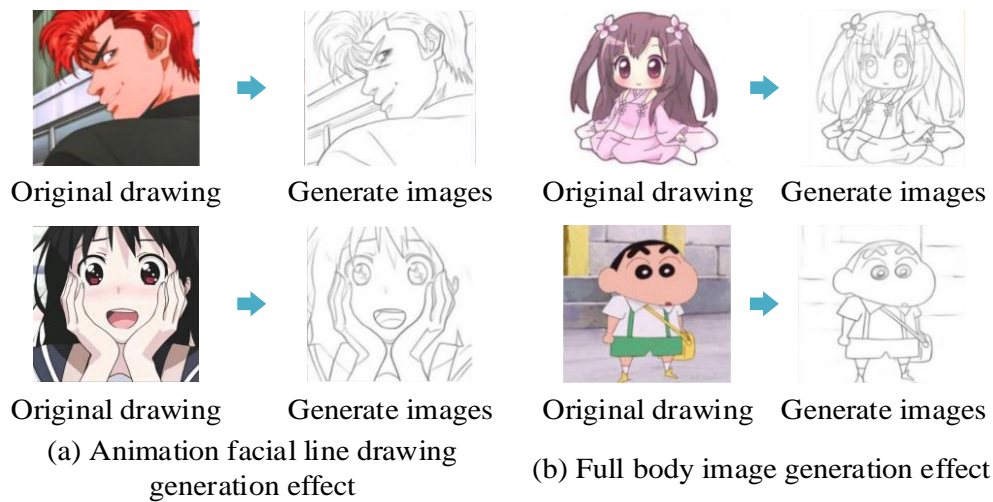 Original drawing
Generate images
Original drawing
Generate images
Original drawing
Generate images
Original drawing
Generate images
(a) Animation facial line drawing
generation effect
(b) Full body image generation effect